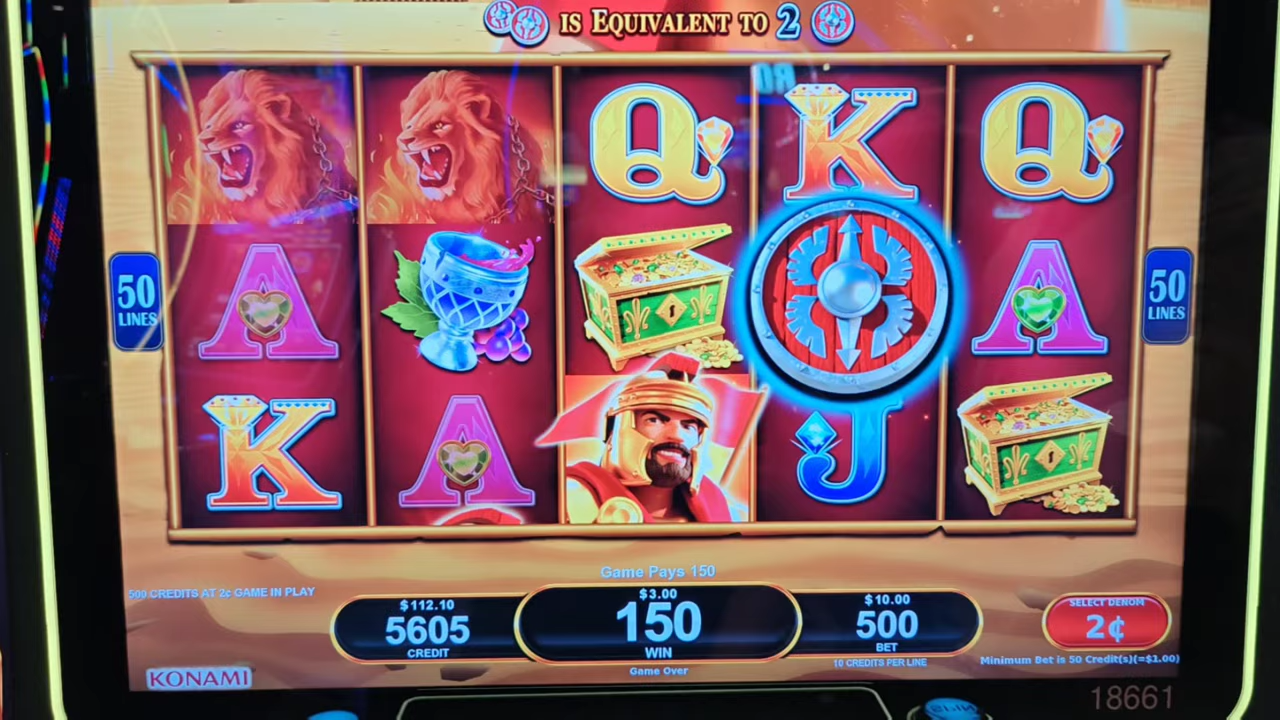 IS EQUIVALENT TO 2
Q K Q
50 LINES
A A
50 LINES
K A J
Game Pays 150
500 CREDITS AT 2¢ GAME IN PLAY
$112.10
5605
CREDIT
$3.00
150
WIN
Game Over
$10.00
500
BET
10 CREDITS PER LINE
SELECT DENOM
2¢
Minimum Bet is 50 Credit(s)(=$1.00)
KONAMI
18661